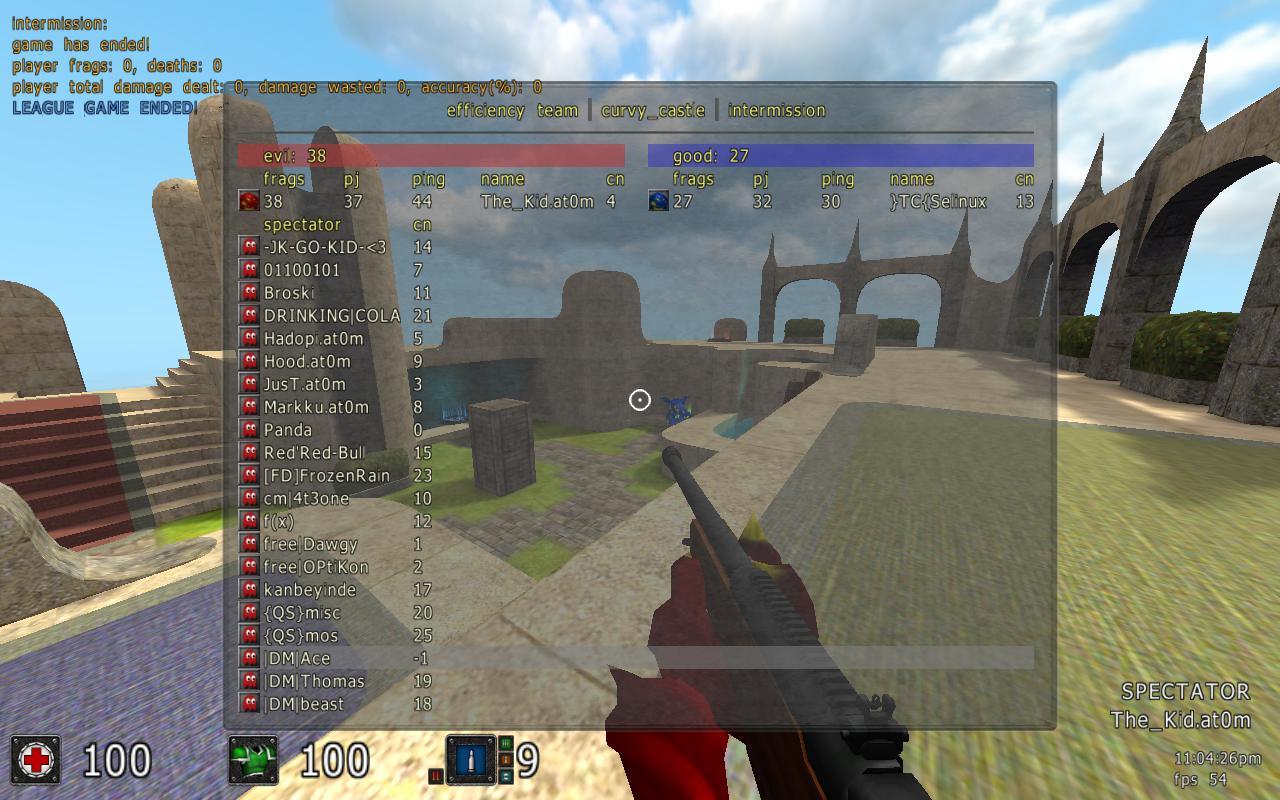 intermission:
game has ended!
player frags: 0, deaths: 0
player total damage dealt: 0, damage wasted: 0, accuracy(%): 0
LEAGUE GAME ENDED!
efficiency team | curvy_castle | intermission
evil: 38
frags pj ping name cn
38 37 44 The_Kid.at0m 4
good: 27
frags pj ping name cn
27 32 30 }TC{Selinux 13
spectator cn
-JK-GO-KID-<3 14
01100101 7
Broski 11
DRINKING|COLA 21
Hadopi.at0m 5
Hood.at0m 9
JusT.at0m 3
Markku.at0m 8
Panda 0
Red'Red-Bull 15
[FD]FrozenRain 23
cm|4t3one 10
f(x) 12
free|Dawgy 1
free|OPtiKon 2
kanbeyinde 17
{QS}misc 20
{QS}mos 25
|DM|Ace -1
|DM|Thomas 19
|DM|beast 18
SPECTATOR
The_Kid.at0m
11:04:26pm
fps 54
100 100 9